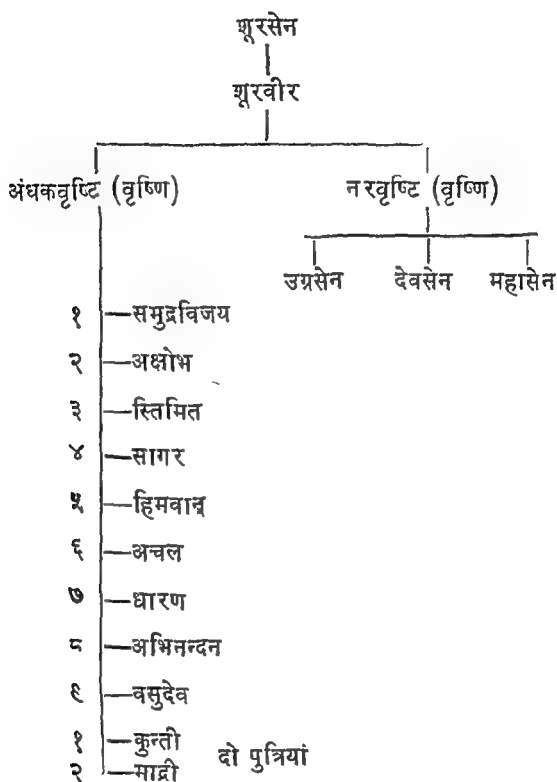 शूरसेन
शूरवीर
अंधकवृष्टि (वृष्णि) नरवृष्टि (वृष्णि)
उग्रसेन देवसेन महासेन
१ समुद्रविजय
२ अक्षोभ
३ स्तिमित
४ सागर
५ हिमवान्
६ अचल
७ धारण
८ अभिनन्दन
९ वसुदेव
१ कुन्ती
दो पुत्रियां
२ माद्री